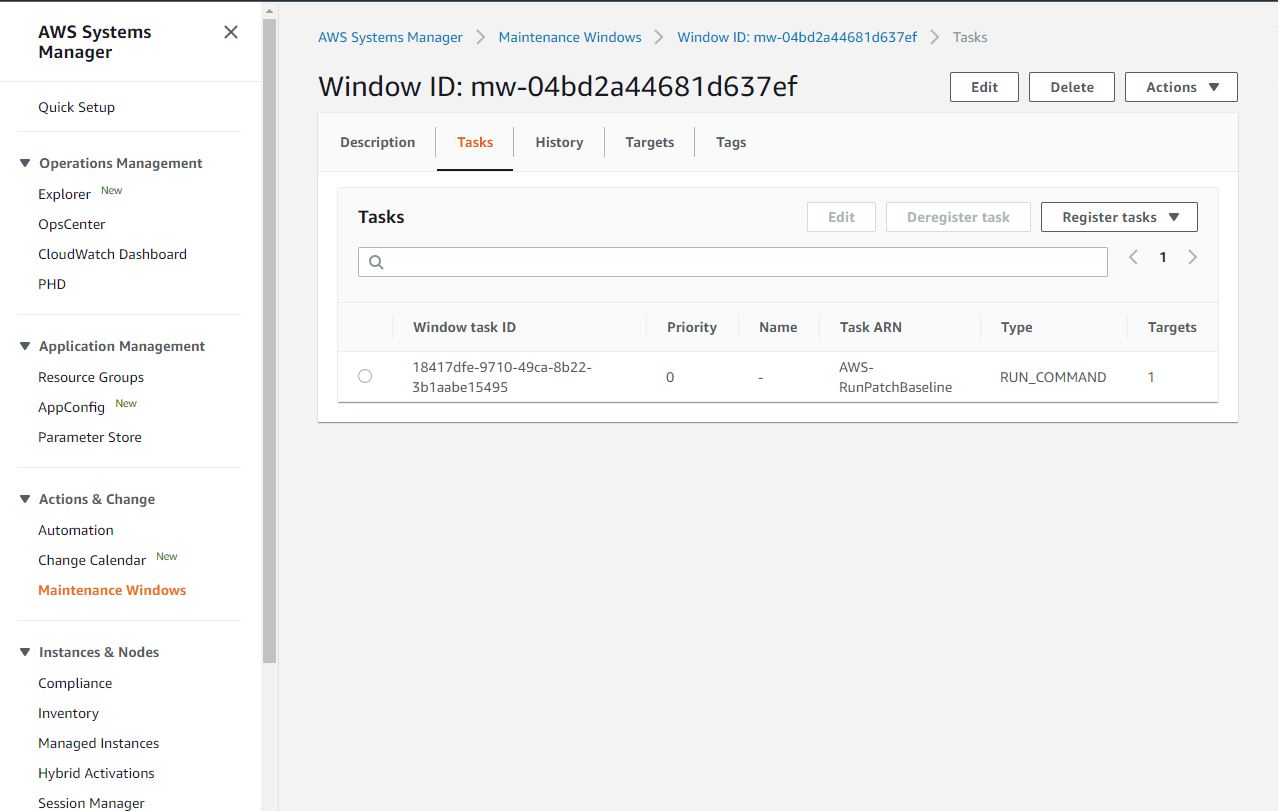 AWS Systems
Manager
Quick Setup
Operations Management
Explorer New
OpsCenter
CloudWatch Dashboard
PHD
Application Management
Resource Groups
AppConfig New
Parameter Store
Actions & Change
Automation
Change Calendar New
Maintenance Windows
Instances & Nodes
Compliance
Inventory
Managed Instances
Hybrid Activations
Session Manager
AWS Systems Manager Maintenance Windows Window ID: mw-04bd2a44681d637ef Tasks
Window ID: mw-04bd2a44681d637ef Edit Delete Actions
Description Tasks History Targets Tags
Tasks Edit Deregister task Register tasks
1
Window task ID Priority Name Task ARN Type Targets
18417dfe-9710-49ca-8b22-
3b1aabe15495 0 - AWS-
RunPatchBaseline RUN_COMMAND 1